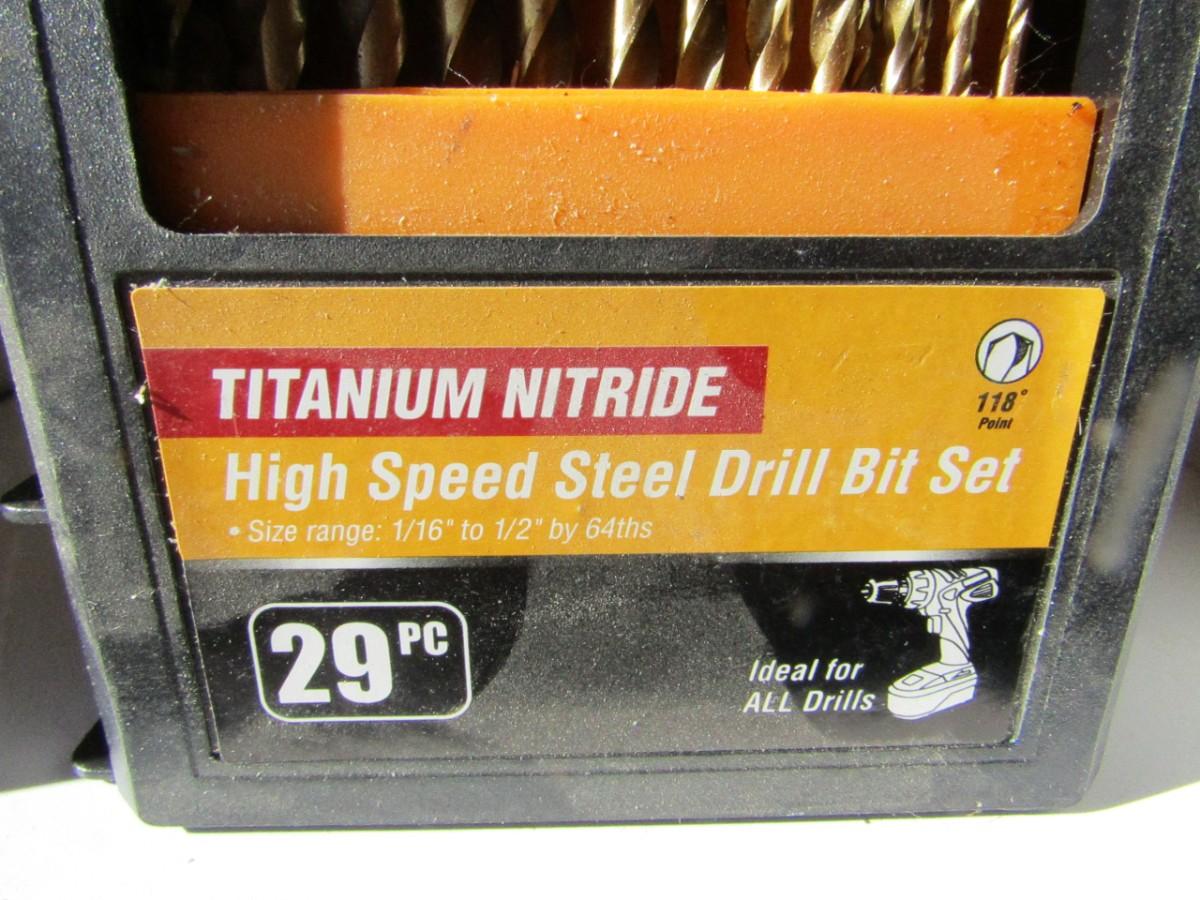 TITANIUM NITRIDE
118°
Point
High Speed Steel Drill Bit Set
• Size range: 1/16" to 1/2" by 64ths
29 PC
Ideal for
ALL Drills